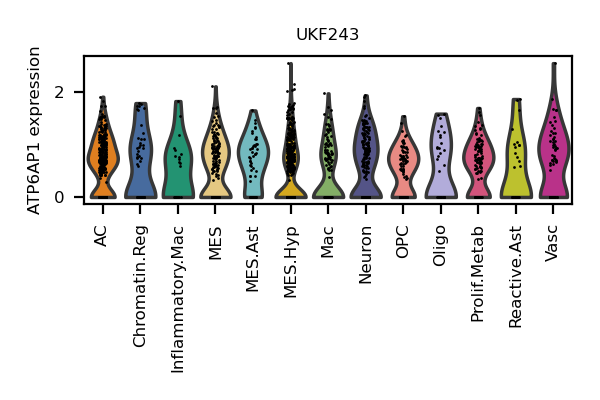 UKF243
ATP6AP1 expression
2
0
AC
Chromatin.Reg
Inflammatory.Mac
MES
MES.Ast
MES.Hyp
Mac
Neuron
OPC
Oligo
Prolif.Metab
Reactive.Ast
Vasc